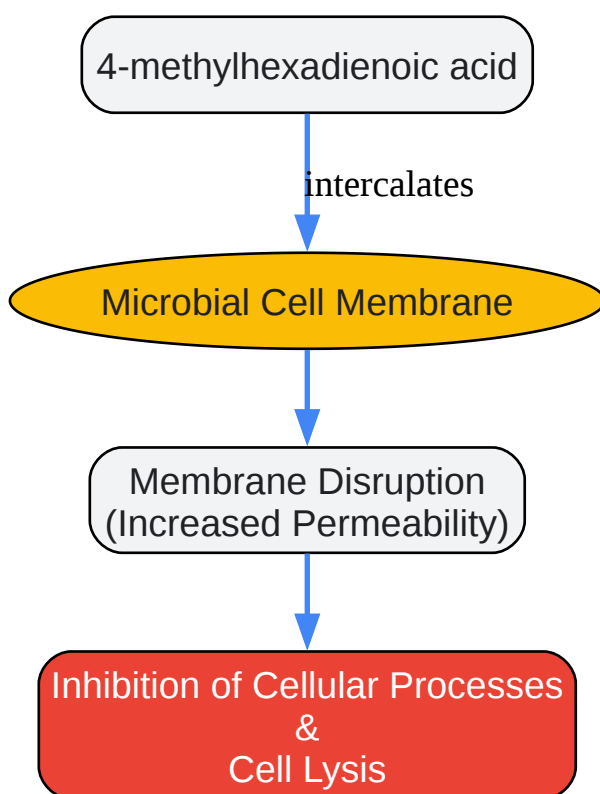 4-methylhexadienoic acid
intercalates
Microbial Cell Membrane
Membrane Disruption
(Increased Permeability)
Inhibition of Cellular Processes
&
Cell Lysis